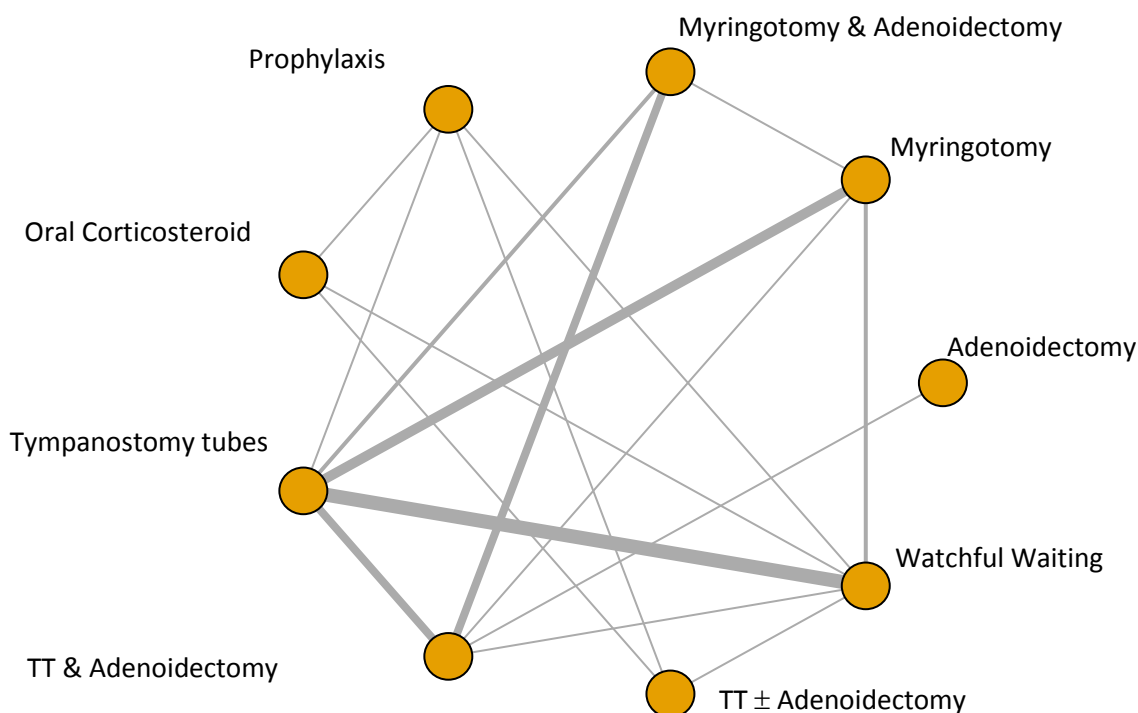 Myringotomy & Adenoidectomy
Prophylaxis
Myringotomy
Oral Corticosteroid
Adenoidectomy
Tympanostomy tubes
Watchful Waiting
TT & Adenoidectomy
TT ± Adenoidectomy